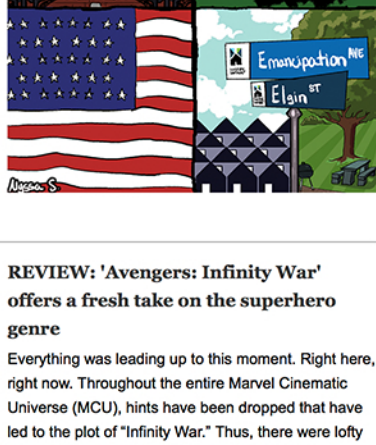 Emancipation AVE
Elgin ST
Nyssa S.
REVIEW: 'Avengers: Infinity War'
offers a fresh take on the superhero
genre
Everything was leading up to this moment. Right here,
right now. Throughout the entire Marvel Cinematic
Universe (MCU), hints have been dropped that have
led to the plot of “Infinity War.” Thus, there were lofty